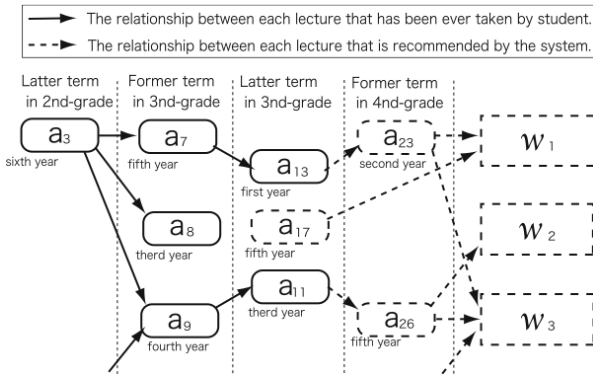 The relationship between each lecture that has been ever taken by student.
The relationship between each lecture that is recommended by the system.
Latter term
in 2nd-grade
Former term
in 3nd-grade
Latter term
in 3nd-grade
Former term
in 4nd-grade
a3
sixth year
a7
fifth year
a13
first year
a23
second year
w1
a8
therd year
a17
fifth year
w2
a9
fourth year
a11
therd year
a26
fifth year
w3